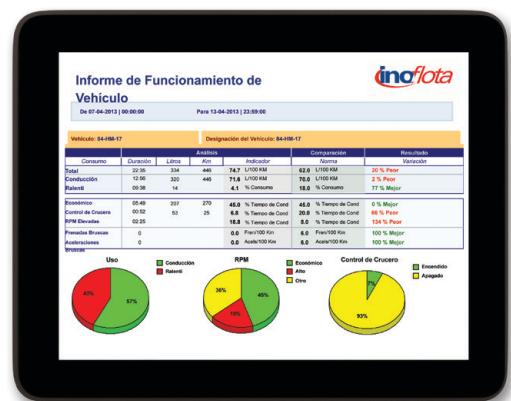 Informe de Funcionamiento de
Vehículo
inoflota
De 07-04-2013 | 00:00:00 Para 13-04-2013 | 23:59:00
Vehículo: 84-HM-17 Designación del Vehículo: 84-HM-17
Análisis Comparación Resultado
Consumo Duración Litros Km Indicador Norma Variación
Total 22:35 334 446 74.7 L/100 KM 62.0 L/100 KM 20 % Peor
Conducción 12:56 320 446 71.6 L/100 KM 70.0 L/100 KM 2 % Peor
Ralentí 09:38 14 4.1 % Consumo 18.0 % Consumo 77 % Mejor
Económico 05:49 207 270 45.0 % Tiempo de Cond 45.0 % Tiempo de Cond 0 % Mejor
Control de Crucero 00:52 53 25 6.8 % Tiempo de Cond 20.0 % Tiempo de Cond 66 % Peor
RPM Elevadas 02:25 18.8 % Tiempo de Cond 8.0 % Tiempo de Cond 134 % Peor
Frenadas Bruscas 0 0.0 Fren/100 Km 6.0 Fren/100 Km 100 % Mejor
Aceleraciones 0 0.0 Acels/100 Km 6.0 Acels/100 Km 100 % Mejor
Bruscas
Uso
Conducción
Ralentí
43%
57%
RPM
Económico
Alto
Otro
36%
45%
Control de Crucero
Encendido
Apagado
7%
93%